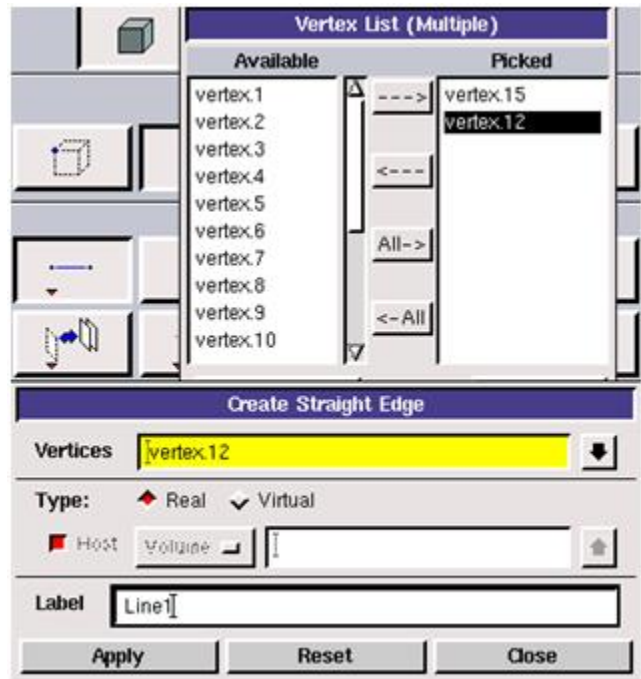 Vertex List (Multiple)
Available
Picked
vertex.1
vertex.2
vertex.3
vertex.4
vertex.5
vertex.6
vertex.7
vertex.8
vertex.9
vertex.10
--->
<---
All->
<-All
vertex.15
vertex.12
Create Straight Edge
Vertices vertex.12
Type: Real Virtual
Host Volume
Label Line1
Apply Reset Close